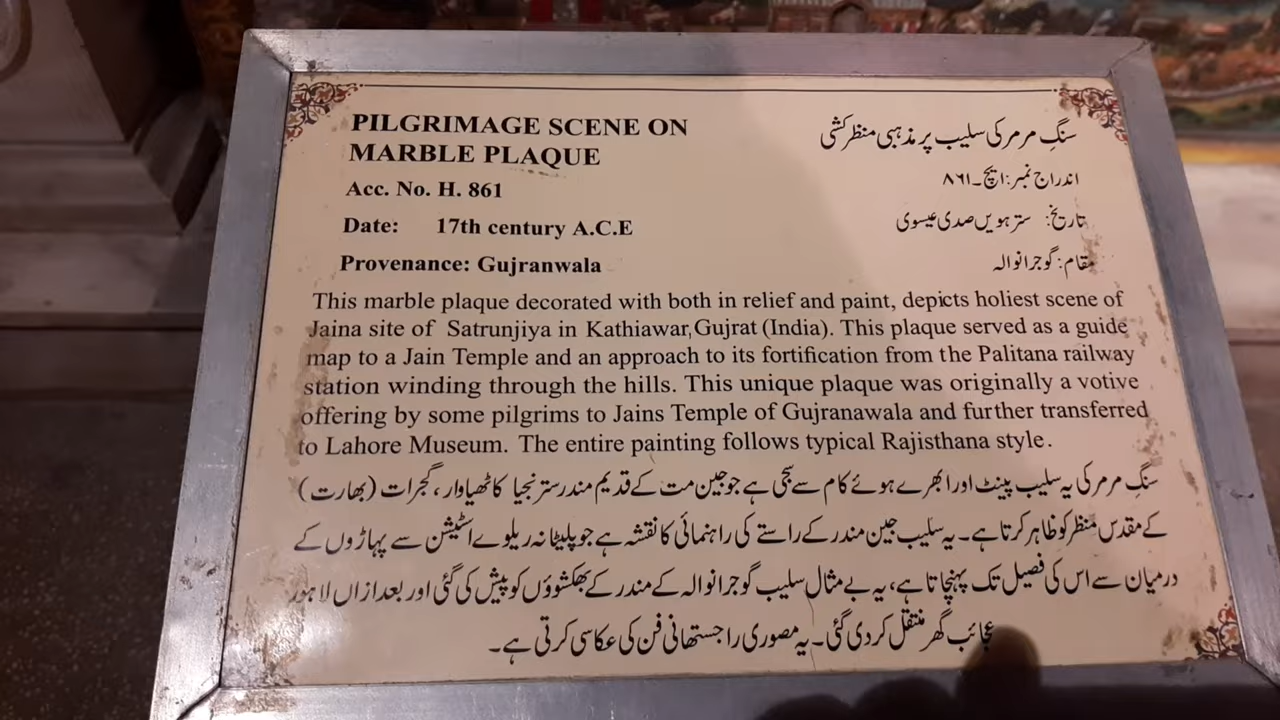 PILGRIMAGE SCENE ON
MARBLE PLAQUE
Acc. No. H. 861
Date: 17th century A.C.E
Provenance: Gujranwala
سنگِ مرمر کی سلیب پر مذہبی منظر کشی
اندراج نمبر: ایچ۔۸۶۱
تاریخ: سترہویں صدی عیسوی
مقام: گوجرانوالہ
This marble plaque decorated with both in relief and paint, depicts holiest scene of
Jaina site of Satrunjiya in Kathiawar, Gujrat (India). This plaque served as a guide
map to a Jain Temple and an approach to its fortification from the Palitana railway
station winding through the hills. This unique plaque was originally a votive
offering by some pilgrims to Jains Temple of Gujranawala and further transferred
to Lahore Museum. The entire painting follows typical Rajisthana style.
سنگِ مرمر کی یہ سلیب پینٹ اور ابھرے ہوئے کام سے سجی ہے جو جین مت کے قدیم مندر سترنجیا کاٹھیاوار، گجرات (بھارت)
کے مقدس منظر کو ظاہر کرتا ہے۔ یہ سلیب جین مندر کے راستے کی راہنمائی کا نقشہ ہے جو پلیٹانہ ریلوے اسٹیشن سے پہاڑوں کے
درمیان سے اس کی فصیل تک پہنچاتا ہے، یہ بے مثال سلیب گوجرانوالہ کے مندر کے بھکشوؤں کو پیش کی گئی اور بعد ازاں لاہور
عجائب گھر منتقل کر دی گئی۔ یہ مصوری راجستھانی فن کی عکاسی کرتی ہے۔